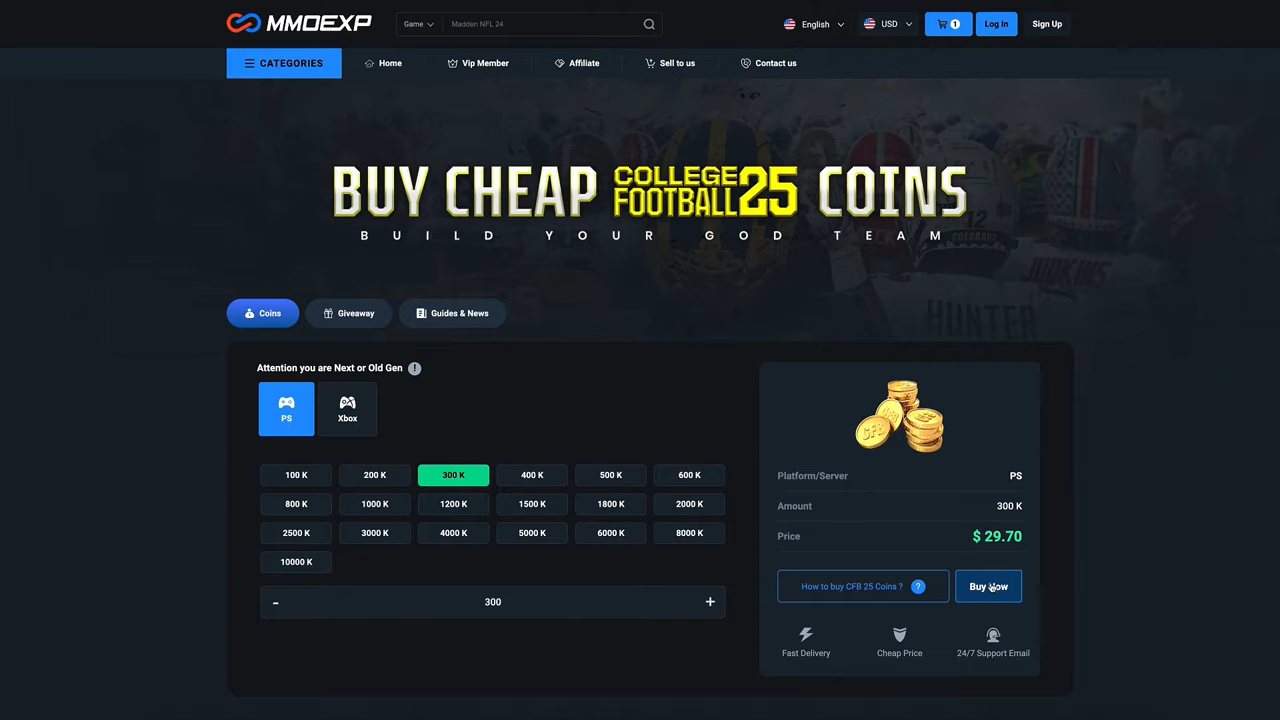 MMOEXP
Game
Madden NFL 24
English
USD
1
Log In
Sign Up
CATEGORIES
Home
Vip Member
Affiliate
Sell to us
Contact us
BUY CHEAP COLLEGE FOOTBALL 25 COINS
BUILD YOUR GOD TEAM
Coins
Giveaway
Guides & News
Attention you are Next or Old Gen !
PS
Xbox
100 K
200 K
300 K
400 K
500 K
600 K
800 K
1000 K
1200 K
1500 K
1800 K
2000 K
2500 K
3000 K
4000 K
5000 K
6000 K
8000 K
10000 K
- 300 +
CFB
Platform/Server PS
Amount 300 K
Price $ 29.70
How to buy CFB 25 Coins ? ?
Buy Now
Fast Delivery
Cheap Price
24/7 Support Email
12
COLORADO
HUNTER